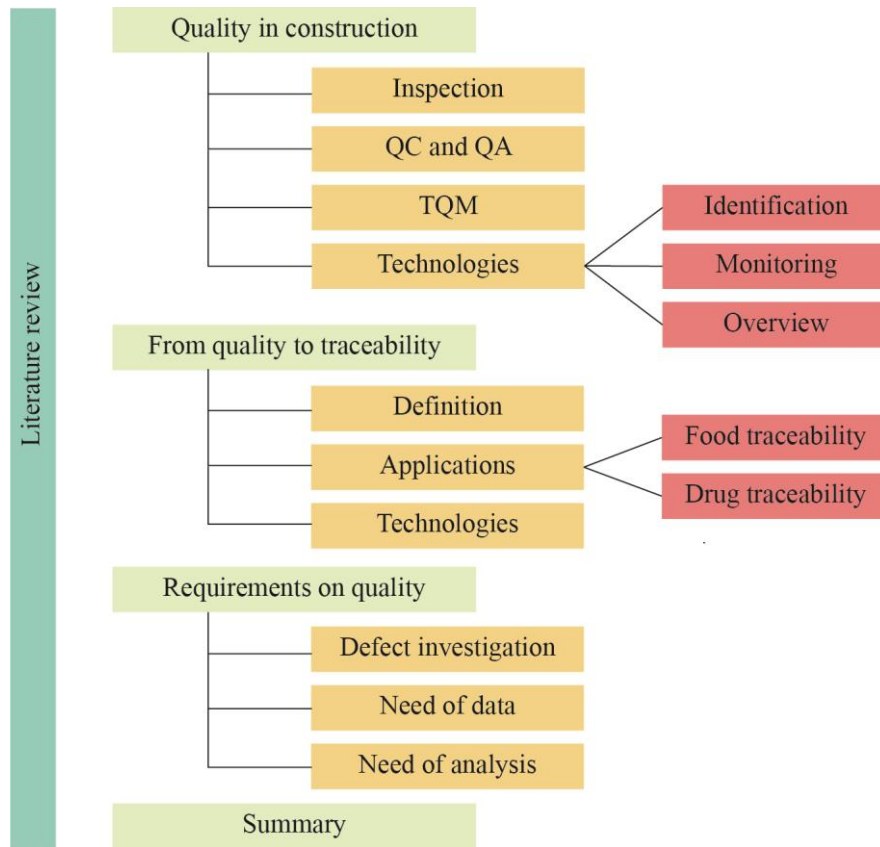 Literature review
Quality in construction
Inspection
QC and QA
TQM
Technologies
Identification
Monitoring
Overview
From quality to traceability
Definition
Applications
Technologies
Food traceability
Drug traceability
Requirements on quality
Defect investigation
Need of data
Need of analysis
Summary